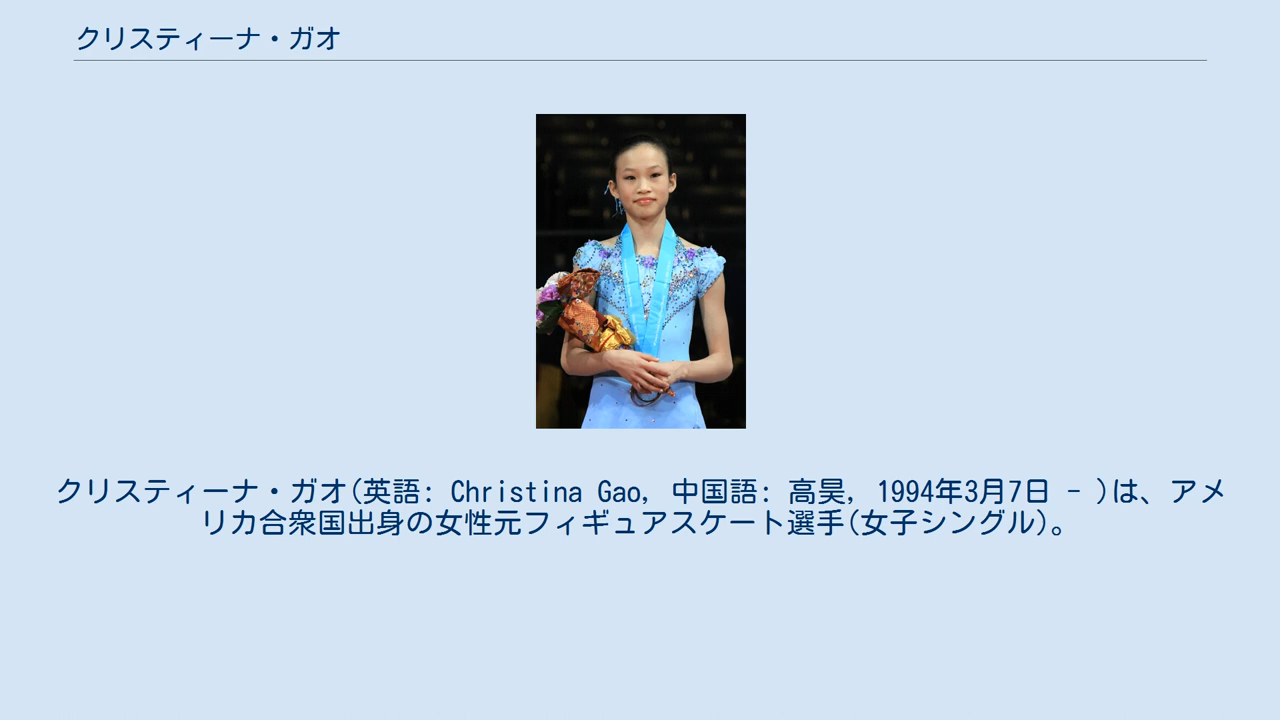 クリスティーナ・ガオ
クリスティーナ・ガオ(英語: Christina Gao, 中国語: 高昊, 1994年3月7日 - )は、アメ
リカ合衆国出身の女性元フィギュアスケート選手(女子シングル)。